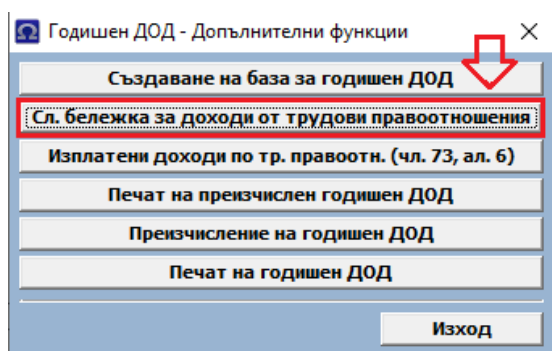 Годишен ДОД - Допълнителни функции
Създаване на база за годишен ДОД
Сл. бележка за доходи от трудови правоотношения
Изплатени доходи по тр. правоотн. (чл. 73, ал. 6)
Печат на преизчислен годишен ДОД
Преизчисление на годишен ДОД
Печат на годишен ДОД
Изход